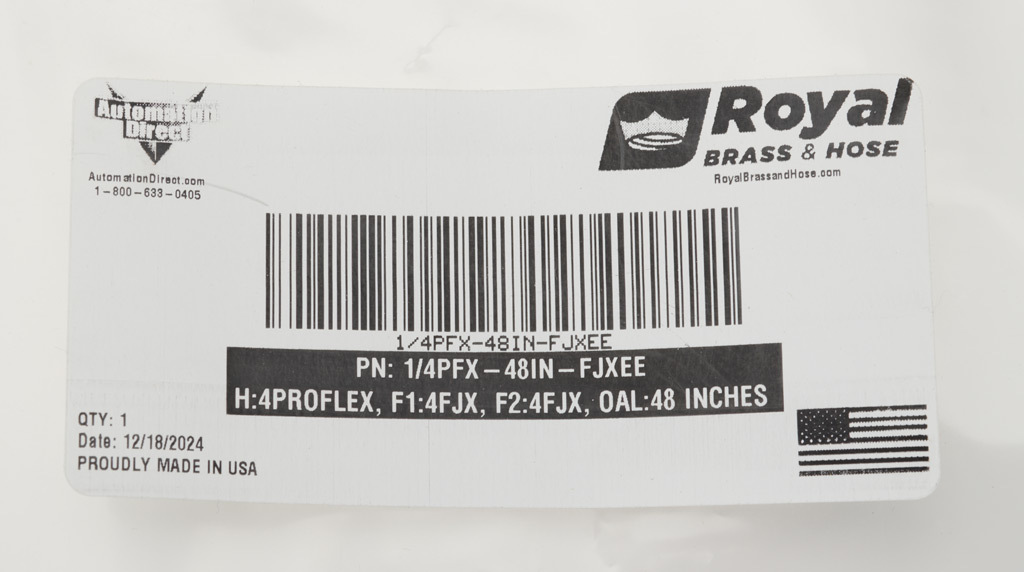 Automation
Direct
AutomationDirect.com
1-800-633-0405
Royal
BRASS & HOSE
RoyalBrassandHose.com
1/4PFX-48IN-FJXEE
PN: 1/4PFX-48IN-FJXEE
H:4PROFLEX, F1:4FJX, F2:4FJX, OAL:48 INCHES
QTY: 1
Date: 12/18/2024
PROUDLY MADE IN USA